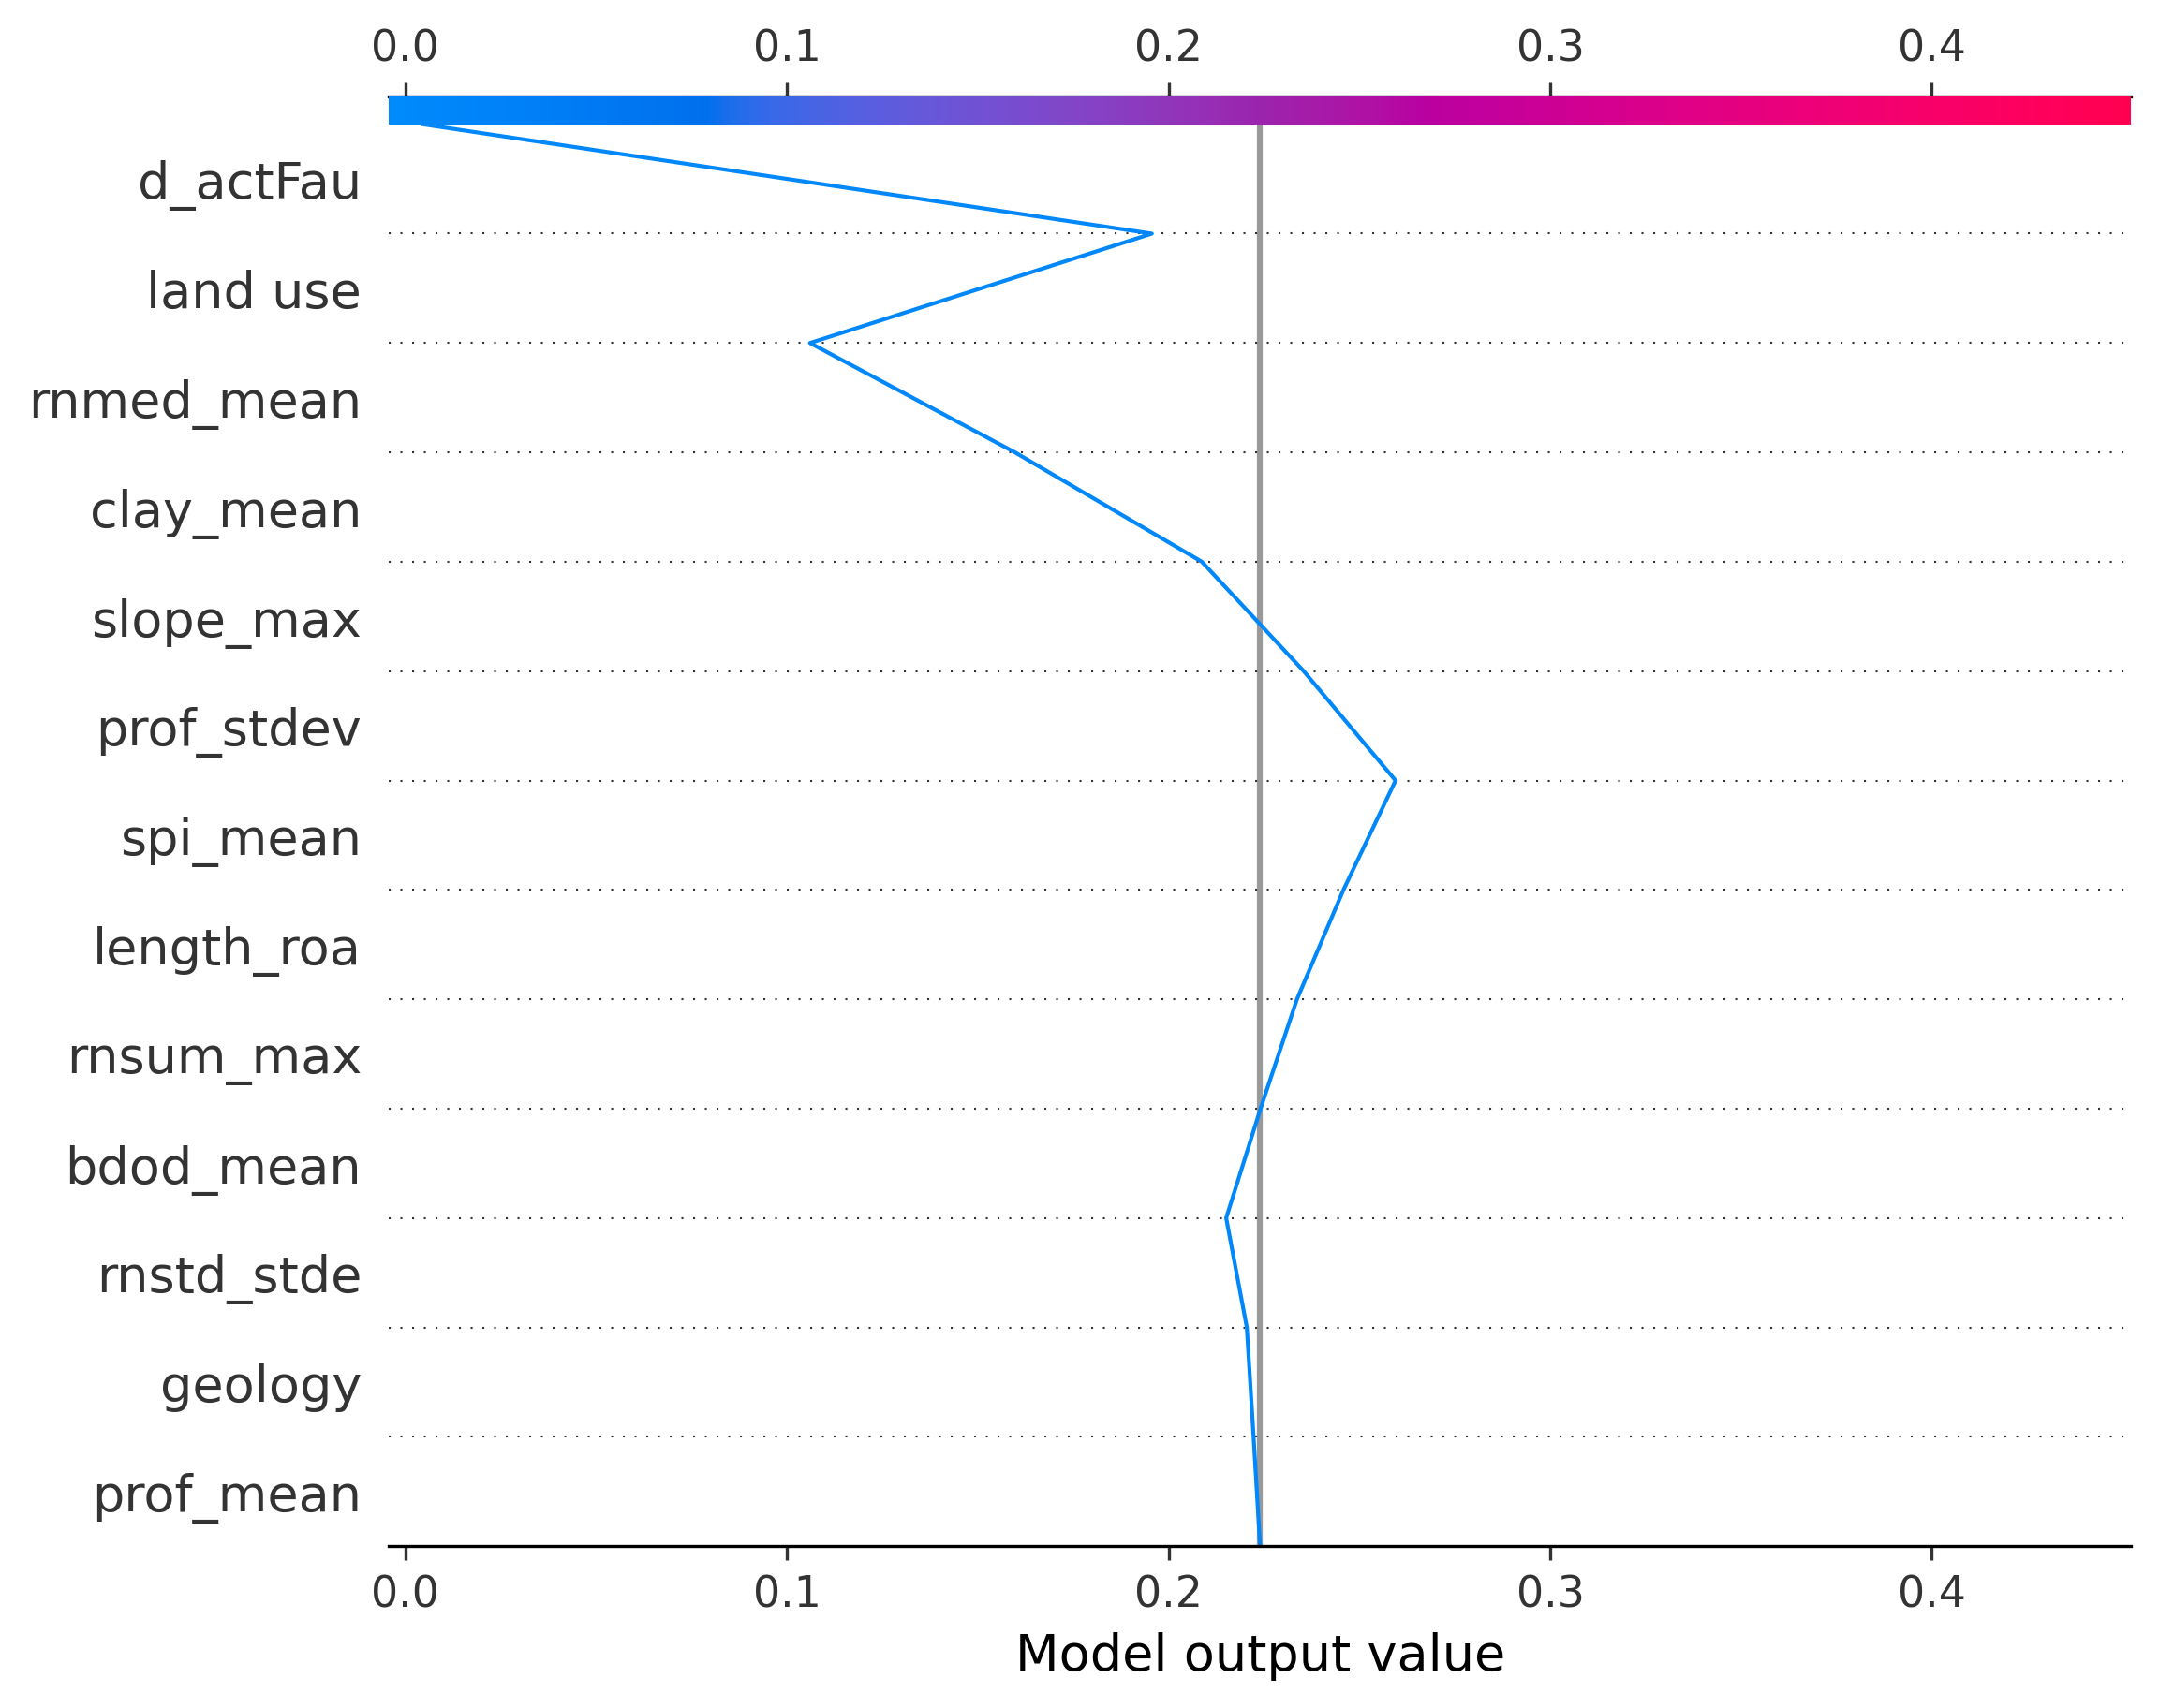 0.0 0.1 0.2 0.3 0.4
d_actFau
land use
rnmed_mean
clay_mean
slope_max
prof_stdev
spi_mean
length_roa
rnsum_max
bdod_mean
rnstd_stde
geology
prof_mean
0.0 0.1 0.2 0.3 0.4
Model output value